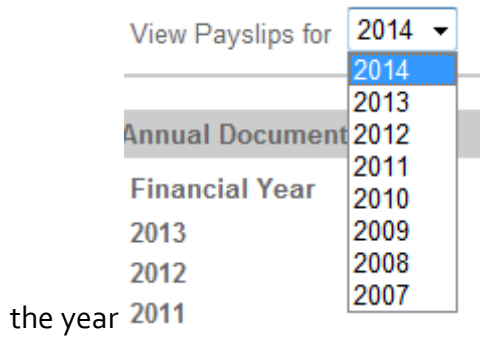 View Payslips for 2014
2014
2013
Annual Document 2012
2011
Financial Year 2010
2013 2009
2012 2008
the year 2011 2007